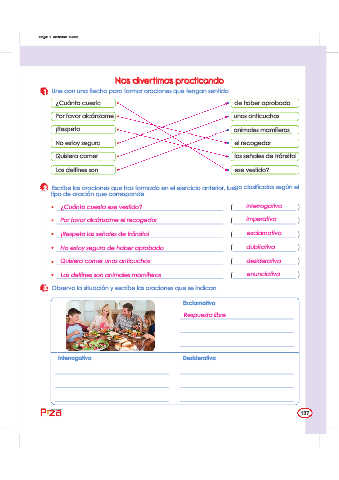 Nos divertimos practicando
1 Une con una flecha para formar oraciones que tengan sentido
¿Cuánto cuesta
de haber aprobado
Por favor alcánzame
unos anticuchos
¡Respeta
animales mamíferos
No estoy seguro
el recogedor
Quisiera comer
las señales de tránsito!
Los delfines son
ese vestido?
2 Escribe las oraciones que has formado en el ejercicio anterior, luego clasifícalas según el
tipo de oración que corresponda
• ¿Cuánto cuesta ese vestido? ( interrogativa )
• Por favor alcánzame el recogedor ( imperativa )
• ¡Respeta las señales de tránsito! ( exclamativa )
• No estoy seguro de haber aprobado ( dubitativa )
• Quisiera comer unos anticuchos ( desiderativa )
• Los delfines son animales mamíferos ( enunciativa )
3 Observa la situación y escribe las oraciones que se indican
Exclamativa
Respuesta libre
Interrogativa
Desiderativa
137